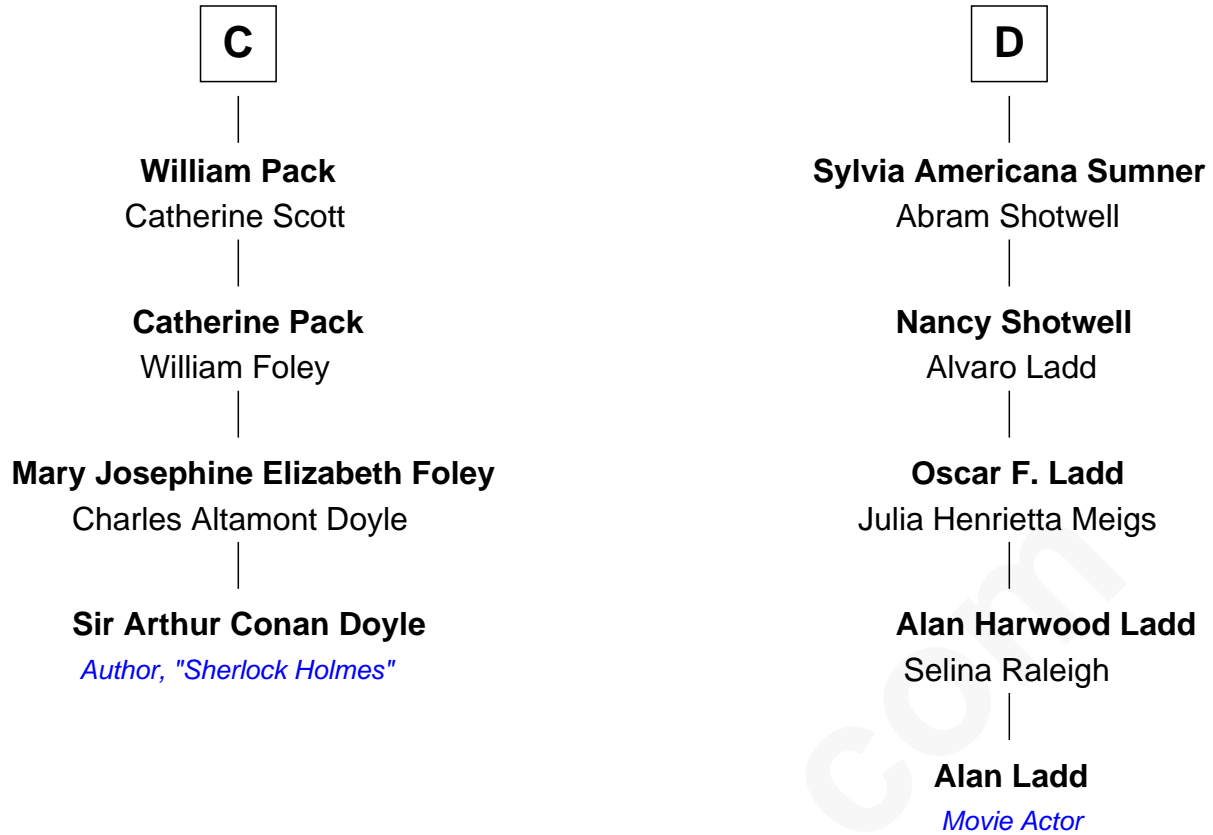 C
William Pack
Catherine Scott
Catherine Pack
William Foley
Mary Josephine Elizabeth Foley
Charles Altamont Doyle
Sir Arthur Conan Doyle
Author, "Sherlock Holmes"
D
Sylvia Americana Sumner
Abram Shotwell
Nancy Shotwell
Alvaro Ladd
Oscar F. Ladd
Julia Henrietta Meigs
Alan Harwood Ladd
Selina Raleigh
Alan Ladd
Movie Actor
com